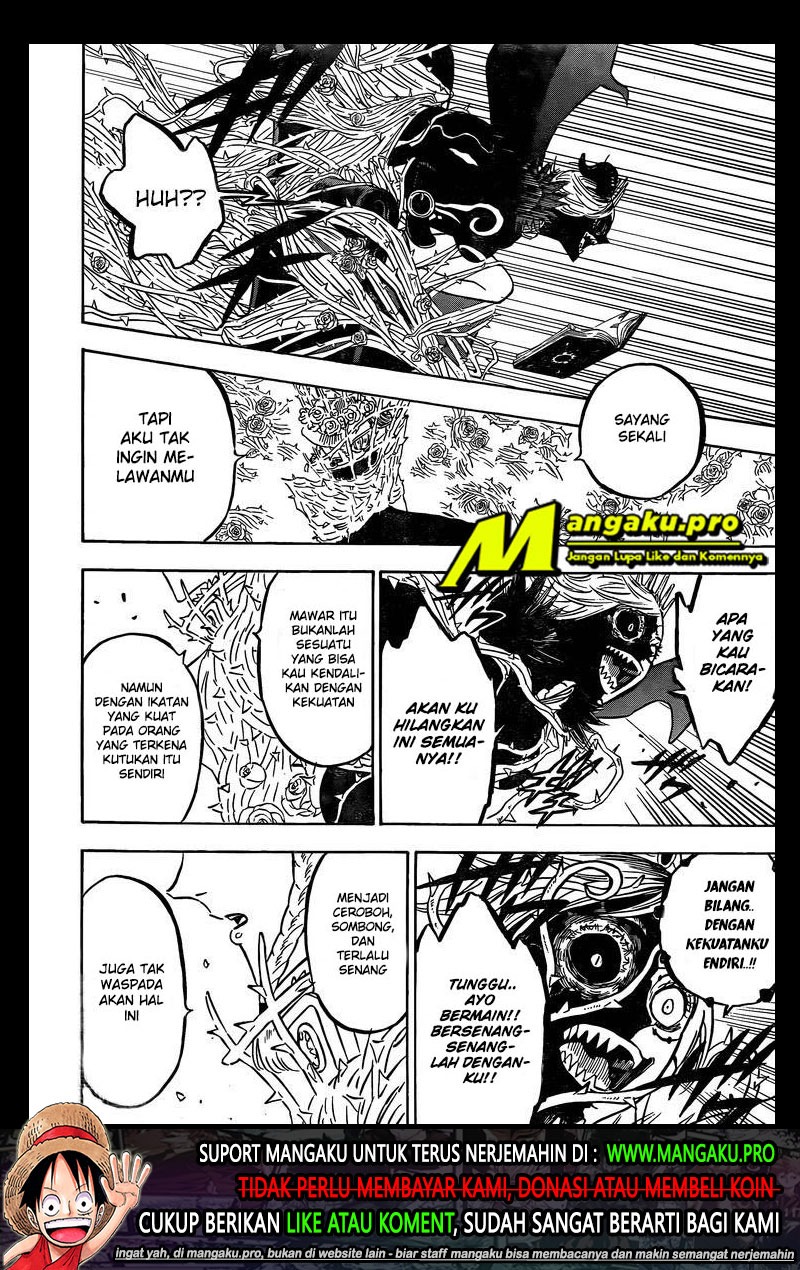 HUH??
SAYANG
SEKALI
TAPI
AKU TAK
INGIN ME-
LAWANMU
Mangaku.pro
Jangan Lupa Like dan Komennya.
APA
YANG
KAU
BICARA-
KAN!
AKAN KU
HILANGKAN
INI SEMUA-
NYA!!
MAWAR ITU
BUKANLAH
SESUATU
YANG BISA
KAU KENDALI-
KAN DENGAN
KEKUATAN
NAMUN
DENGAN IKATAN
YANG KUAT
PADA ORANG
YANG TERKENA
KUTUKAN ITU
SENDIRI
JANGAN
BILANG..
DENGAN
KEKUATANKU
ENDIRI..!!
TUNGGU..
AYO
BERMAIN!!
BERSENANG-
SENANG-
LAH DENGAN-
KU!!
MENJADI
CEROBOH,
SOMBONG,
DAN
TERLALU
SENANG
JUGA TAK
WASPADA
AKAN HAL
INI
SUPORT MANGAKU UNTUK TERUS NERJEMAHIN DI : WWW.MANGAKU.PRO
TIDAK PERLU MEMBAYAR KAMI, DONASI ATAU MEMBELI KOIN
CUKUP BERIKAN LIKE ATAU KOMENT, SUDAH SANGAT BERARTI BAGI KAMI
ingat yah, di mangaku.pro, bukan di website lain - biar staff mangaku bisa membacanya dan makin semangat nerjemahin